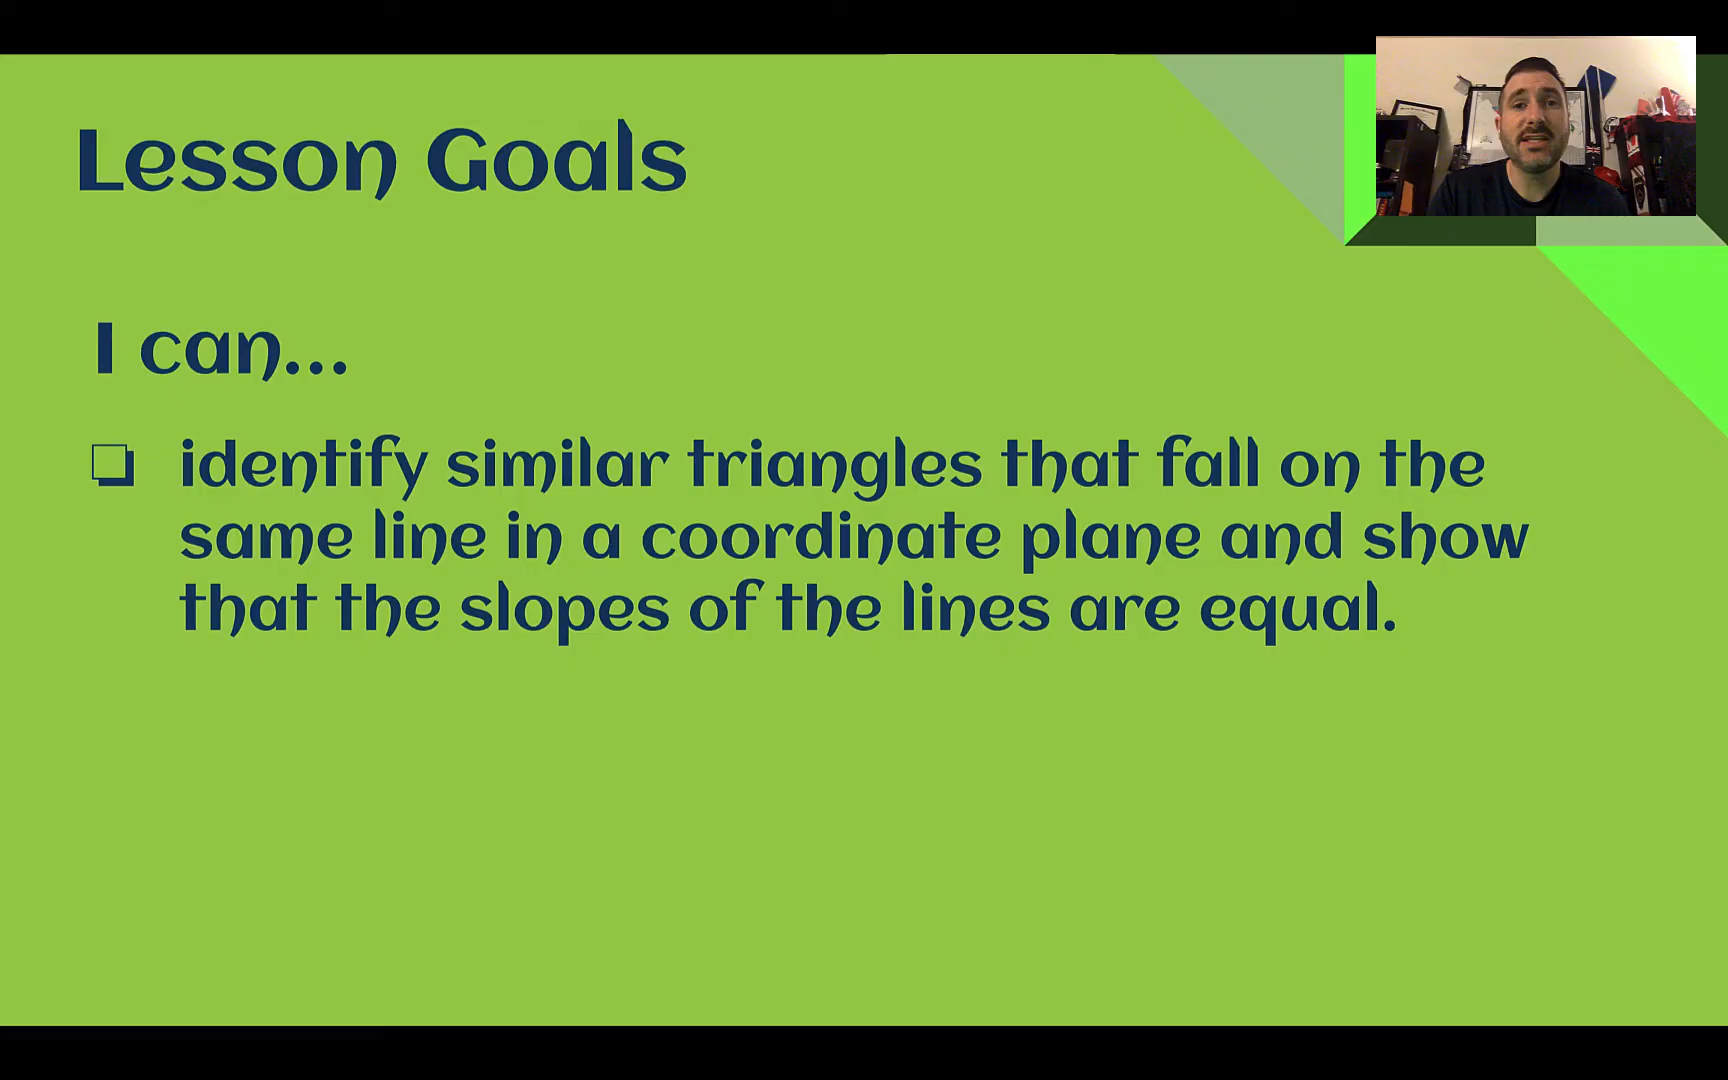 Lesson Goals
I can...
identify similar triangles that fall on the
same line in a coordinate plane and show
that the slopes of the lines are equal.